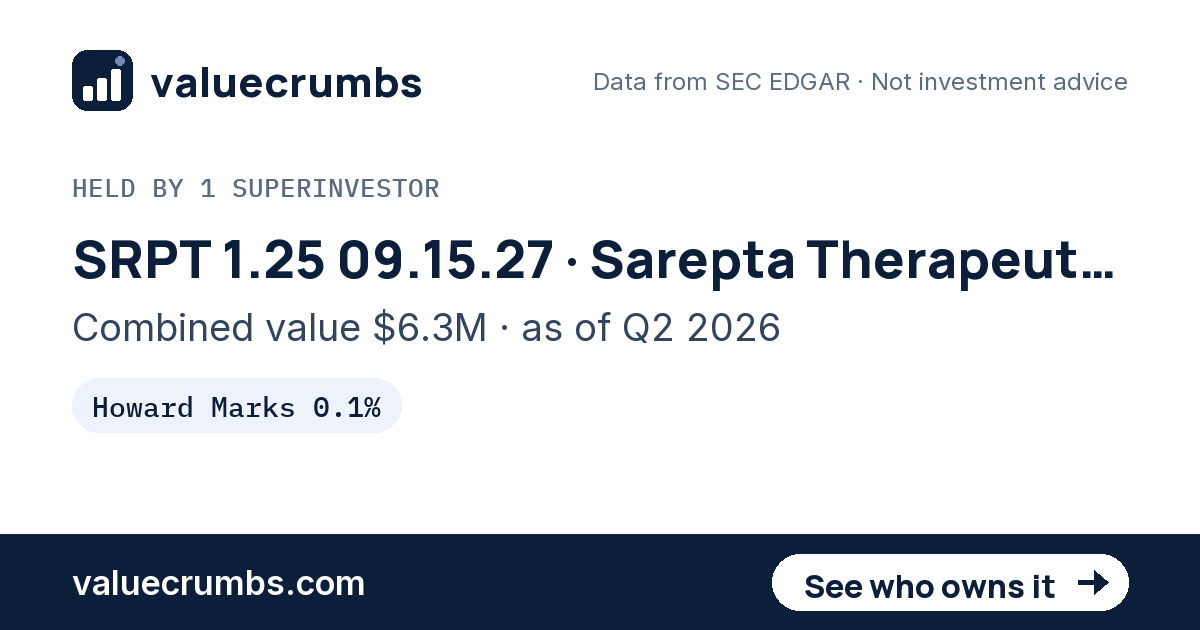 valuecrumbs
Data from SEC EDGAR · Not investment advice
HELD BY 1 SUPERINVESTOR
SRPT 1.25 09.15.27 · Sarepta Therapeut…
Combined value $6.3M · as of Q2 2026
Howard Marks 0.1%
valuecrumbs.com
See who owns it →